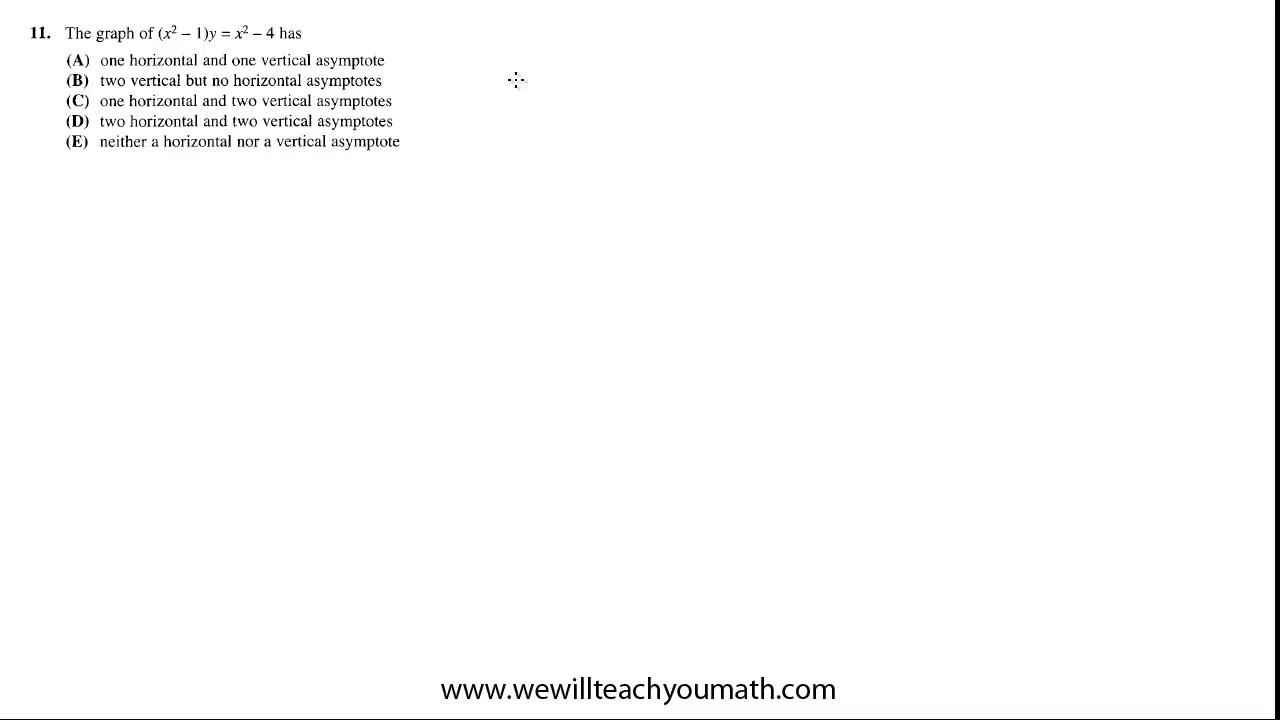 11. The graph of (x² – 1)y = x² – 4 has
(A) one horizontal and one vertical asymptote
(B) two vertical but no horizontal asymptotes
(C) one horizontal and two vertical asymptotes
(D) two horizontal and two vertical asymptotes
(E) neither a horizontal nor a vertical asymptote
www.wewillteachyoumath.com